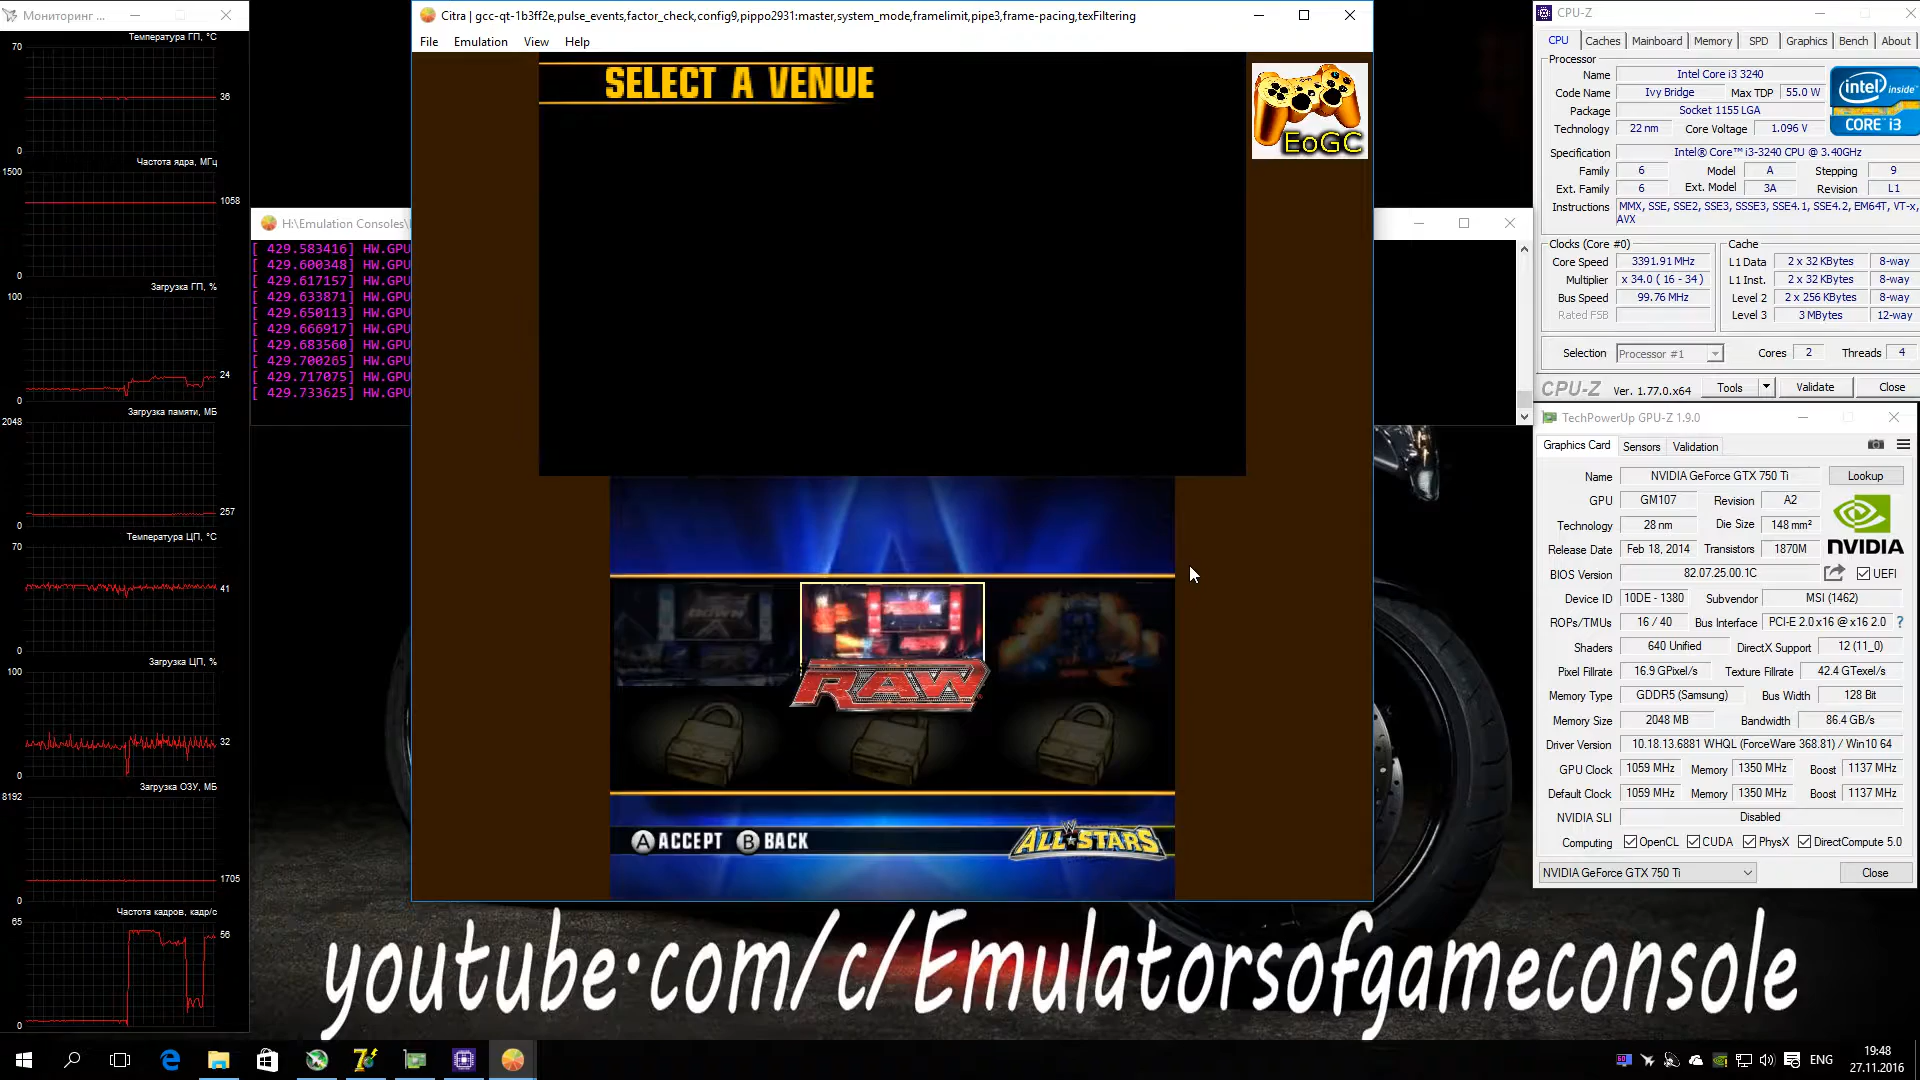 Мониторинг ...
Температура ГП, °C
70
36
0
Частота ядра, МГц
1500
1058
0
Загрузка ГП, %
100
24
0
Загрузка памяти, МБ
2048
257
0
Температура ЦП, °C
70
41
0
Загрузка ЦП, %
100
32
0
Загрузка ОЗУ, МБ
8192
1705
0
Частота кадров, кадр/с
65
56
0
H:\Emulation Consoles\
[ 429.583416] HW.GPU
[ 429.600348] HW.GPU
[ 429.617157] HW.GPU
[ 429.633871] HW.GPU
[ 429.650113] HW.GPU
[ 429.666917] HW.GPU
[ 429.683560] HW.GPU
[ 429.700265] HW.GPU
[ 429.717075] HW.GPU
[ 429.733625] HW.GPU
Citra | gcc-qt-1b3ff2e,pulse_events,factor_check,config9,pippo2931:master,system_mode,framelimit,pipe3,frame-pacing,texFiltering
File Emulation View Help
SELECT A VENUE
EoGC
DOWN
RAW
A ACCEPT B BACK
W ALL STARS
CPU-Z
CPU Caches Mainboard Memory SPD Graphics Bench About
Processor
Name Intel Core i3 3240
Code Name Ivy Bridge Max TDP 55.0 W
Package Socket 1155 LGA
Technology 22 nm Core Voltage 1.096 V
intel inside
CORE i3
Specification Intel® Core™ i3-3240 CPU @ 3.40GHz
Family 6 Model A Stepping 9
Ext. Family 6 Ext. Model 3A Revision L1
Instructions MMX, SSE, SSE2, SSE3, SSSE3, SSE4.1, SSE4.2, EM64T, VT-x,
AVX
Clocks (Core #0) Cache
Core Speed 3391.91 MHz L1 Data 2 x 32 KBytes 8-way
Multiplier x 34.0 ( 16 - 34 ) L1 Inst. 2 x 32 KBytes 8-way
Bus Speed 99.76 MHz Level 2 2 x 256 KBytes 8-way
Rated FSB Level 3 3 MBytes 12-way
Selection Processor #1 Cores 2 Threads 4
CPU-Z Ver. 1.77.0.x64 Tools Validate Close
TechPowerUp GPU-Z 1.9.0
Graphics Card Sensors Validation
Name NVIDIA GeForce GTX 750 Ti Lookup
GPU GM107 Revision A2
Technology 28 nm Die Size 148 mm²
Release Date Feb 18, 2014 Transistors 1870M
NVIDIA
BIOS Version 82.07.25.00.1C UEFI
Device ID 10DE - 1380 Subvendor MSI (1462)
ROPs/TMUs 16 / 40 Bus Interface PCI-E 2.0 x16 @ x16 2.0 ?
Shaders 640 Unified DirectX Support 12 (11_0)
Pixel Fillrate 16.9 GPixel/s Texture Fillrate 42.4 GTexel/s
Memory Type GDDR5 (Samsung) Bus Width 128 Bit
Memory Size 2048 MB Bandwidth 86.4 GB/s
Driver Version 10.18.13.6881 WHQL (ForceWare 368.81) / Win10 64
GPU Clock 1059 MHz Memory 1350 MHz Boost 1137 MHz
Default Clock 1059 MHz Memory 1350 MHz Boost 1137 MHz
NVIDIA SLI Disabled
Computing OpenCL CUDA PhysX DirectCompute 5.0
NVIDIA GeForce GTX 750 Ti Close
youtube.com/c/Emulatorsofgameconsole
ENG
19:48
27.11.2016